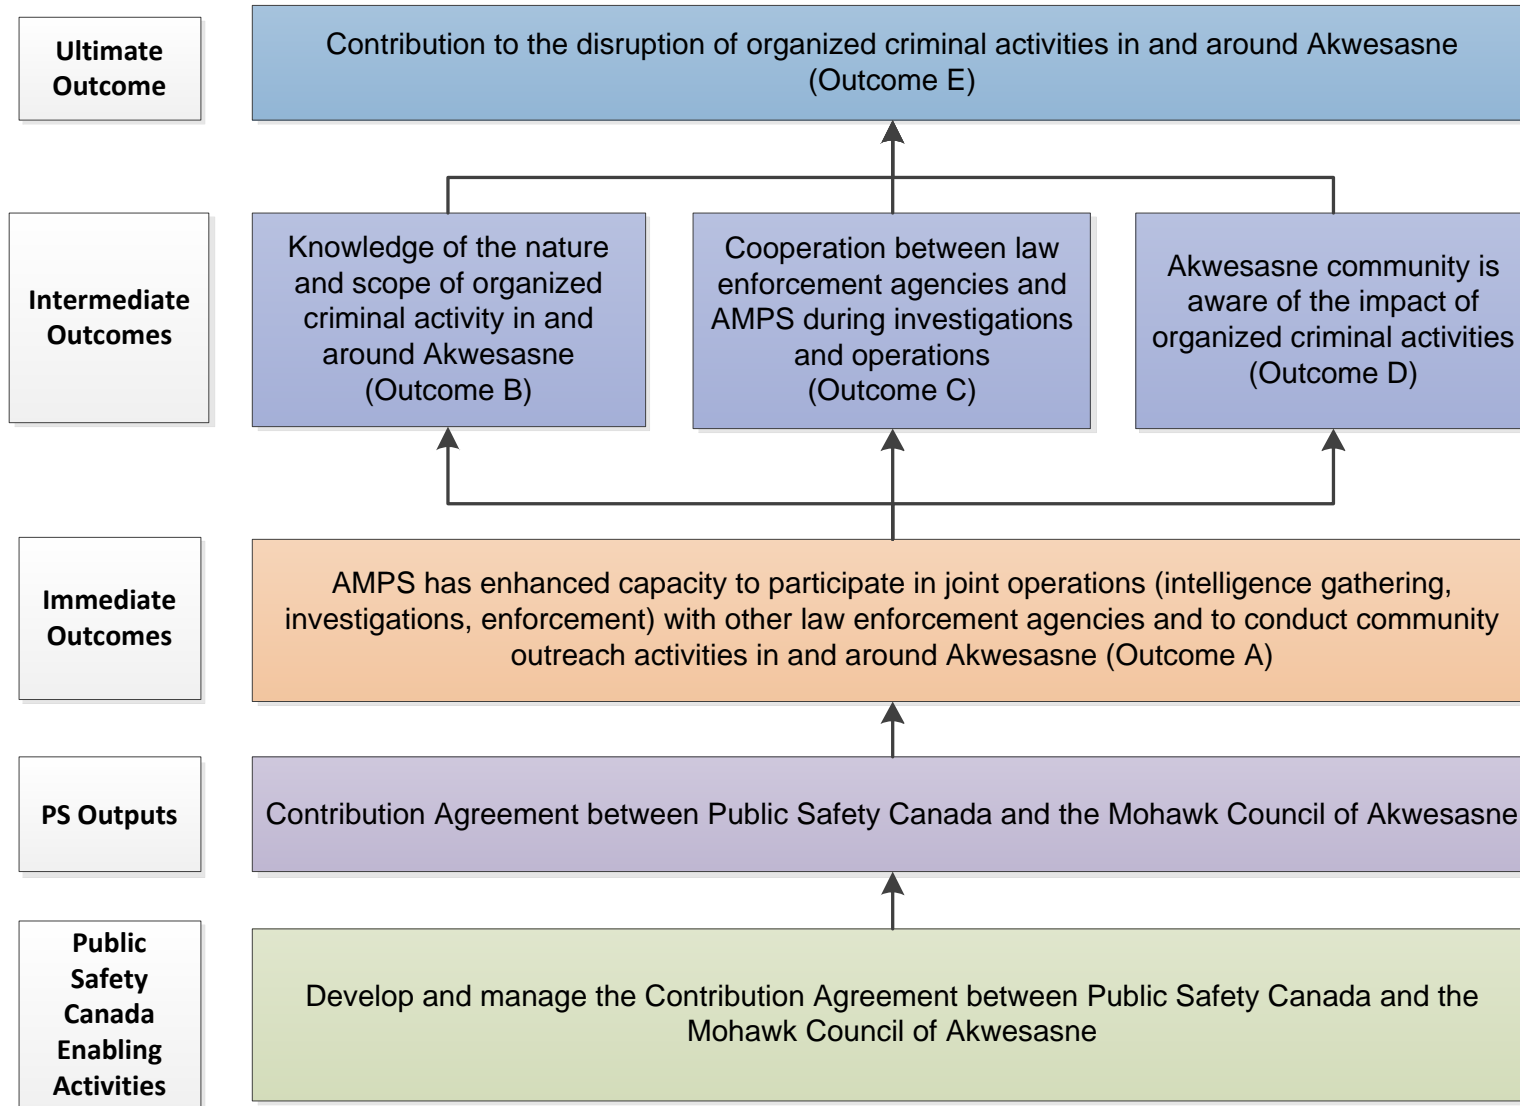 Ultimate
Outcome
Contribution to the disruption of organized criminal activities in and around Akwesasne
(Outcome E)
Intermediate
Outcomes
Knowledge of the nature
and scope of organized
criminal activity in and
around Akwesasne
(Outcome B)
Cooperation between law
enforcement agencies and
AMPS during investigations
and operations
(Outcome C)
Akwesasne community is
aware of the impact of
organized criminal activities
(Outcome D)
Immediate
Outcomes
AMPS has enhanced capacity to participate in joint operations (intelligence gathering,
investigations, enforcement) with other law enforcement agencies and to conduct community
outreach activities in and around Akwesasne (Outcome A)
PS Outputs
Contribution Agreement between Public Safety Canada and the Mohawk Council of Akwesasne
Public
Safety
Canada
Enabling
Activities
Develop and manage the Contribution Agreement between Public Safety Canada and the
Mohawk Council of Akwesasne